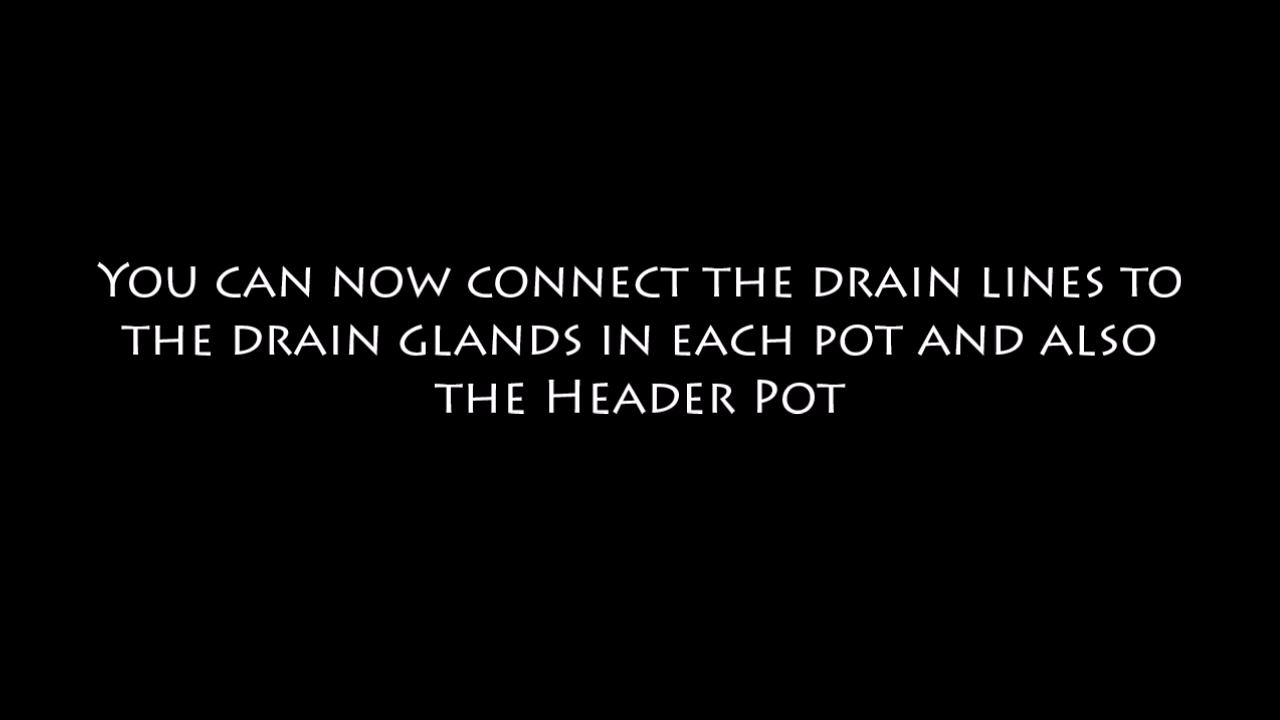 You can now connect the drain lines to
the drain glands in each pot and also
the Header Pot